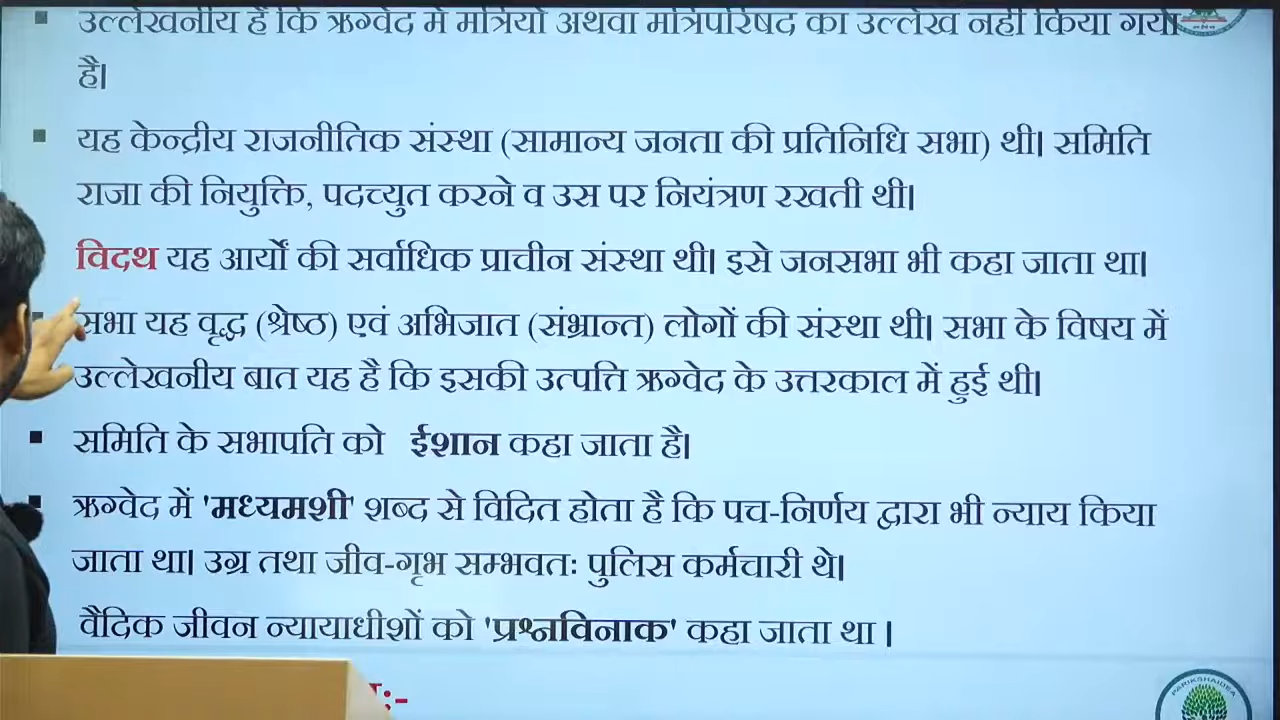 उल्लेखनीय है कि ऋग्वेद में मंत्रियों अथवा मंत्रिपरिषद का उल्लेख नहीं किया गया
है।
यह केन्द्रीय राजनीतिक संस्था (सामान्य जनता की प्रतिनिधि सभा) थी। समिति
राजा की नियुक्ति, पदच्युत करने व उस पर नियंत्रण रखती थी।
विदथ यह आर्यों की सर्वाधिक प्राचीन संस्था थी। इसे जनसभा भी कहा जाता था।
सभा यह वृद्ध (श्रेष्ठ) एवं अभिजात (संभ्रान्त) लोगों की संस्था थी। सभा के विषय में
उल्लेखनीय बात यह है कि इसकी उत्पत्ति ऋग्वेद के उत्तरकाल में हुई थी।
समिति के सभापति को ईशान कहा जाता है।
ऋग्वेद में 'मध्यमशी' शब्द से विदित होता है कि पच-निर्णय द्वारा भी न्याय किया
जाता था। उग्र तथा जीव-गृभ सम्भवतः पुलिस कर्मचारी थे।
वैदिक जीवन न्यायाधीशों को 'प्रश्नविनाक' कहा जाता था ।
PARIKSHAIDEA